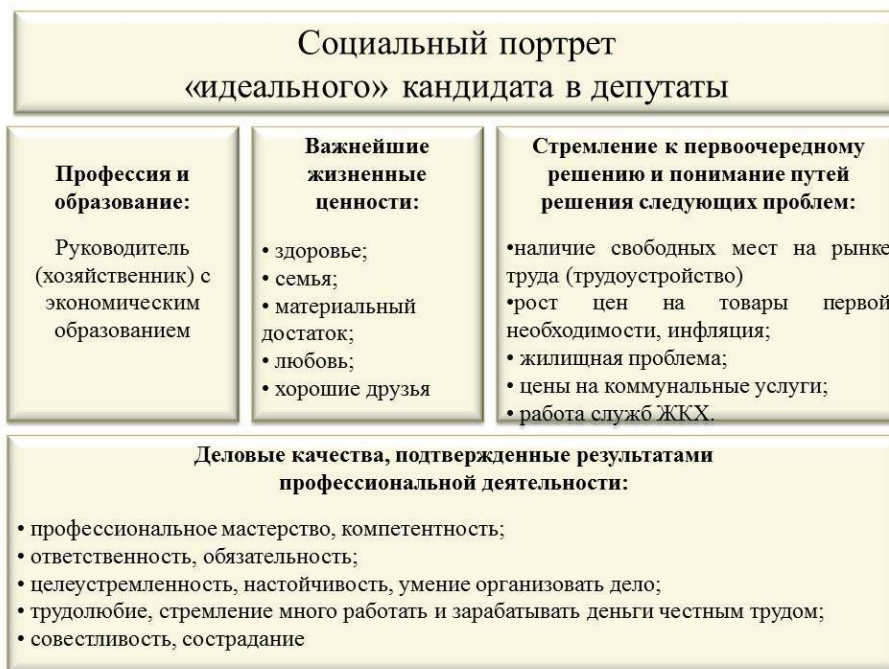 Социальный портрет
«идеального» кандидата в депутаты
Профессия и
образование:
Руководитель
(хозяйственник) с
экономическим
образованием
Важнейшие
жизненные
ценности:
• здоровье;
• семья;
• материальный
достаток;
• любовь;
• хорошие друзья
Стремление к первоочередному
решению и понимание путей
решения следующих проблем:
•наличие свободных мест на рынке
труда (трудоустройство)
•рост цен на товары первой
необходимости, инфляция;
• жилищная проблема;
• цены на коммунальные услуги;
• работа служб ЖКХ.
Деловые качества, подтвержденные результатами
профессиональной деятельности:
• профессиональное мастерство, компетентность;
• ответственность, обязательность;
• целеустремленность, настойчивость, умение организовать дело;
• трудолюбие, стремление много работать и зарабатывать деньги честным трудом;
• совестливость, сострадание